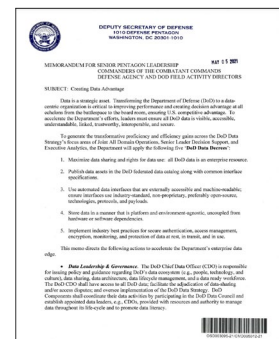 DEPUTY SECRETARY OF DEFENSE
1010 DEFENSE PENTAGON
WASHINGTON, DC 20301-1010
MAY 05 2021
MEMORANDUM FOR SENIOR PENTAGON LEADERSHIP
COMMANDERS OF THE COMBATANT COMMANDS
DEFENSE AGENCY AND DOD FIELD ACTIVITY DIRECTORS
SUBJECT: Creating Data Advantage
Data is a strategic asset. Transforming the Department of Defense (DoD) to a data-
centric organization is critical to improving performance and creating decision advantage at all
echelons from the battlespace to the board room, ensuring U.S. competitive advantage. To
accelerate the Department's efforts, leaders must ensure all DoD data is visible, accessible,
understandable, linked, trustworthy, interoperable, and secure.
To generate the transformative proficiency and efficiency gains across the DoD Data
Strategy's focus areas of Joint All Domain Operations, Senior Leader Decision Support, and
Executive Analytics, the Department will apply the following five "DoD Data Decrees":
1. Maximize data sharing and rights for data use: all DoD data is an enterprise resource.
2. Publish data assets in the DoD federated data catalog along with common interface
specifications.
3. Use automated data interfaces that are externally accessible and machine-readable;
ensure interfaces use industry-standard, non-proprietary, preferably open-source,
technologies, protocols, and payloads.
4. Store data in a manner that is platform and environment-agnostic, uncoupled from
hardware or software dependencies.
5. Implement industry best practices for secure authentication, access management,
encryption, monitoring, and protection of data at rest, in transit, and in use.
This memo directs the following actions to accelerate the Department's enterprise data
edge.
• Data Leadership & Governance. The DoD Chief Data Officer (CDO) is responsible
for issuing policy and guidance regarding DoD's data ecosystem (e.g., people, technology, and
culture), data sharing, data architecture, data lifecycle management, and a data ready workforce.
The DoD CDO shall have access to all DoD data; facilitate the adjudication of data-sharing
and/or access disputes; and oversee implementation of the DoD Data Strategy. DoD
Components shall coordinate their data activities by participating in the DoD Data Council and
establish appointed data leaders, e.g., CDOs, provided with resources and authority to manage
data throughout its life-cycle and to promote data literacy.